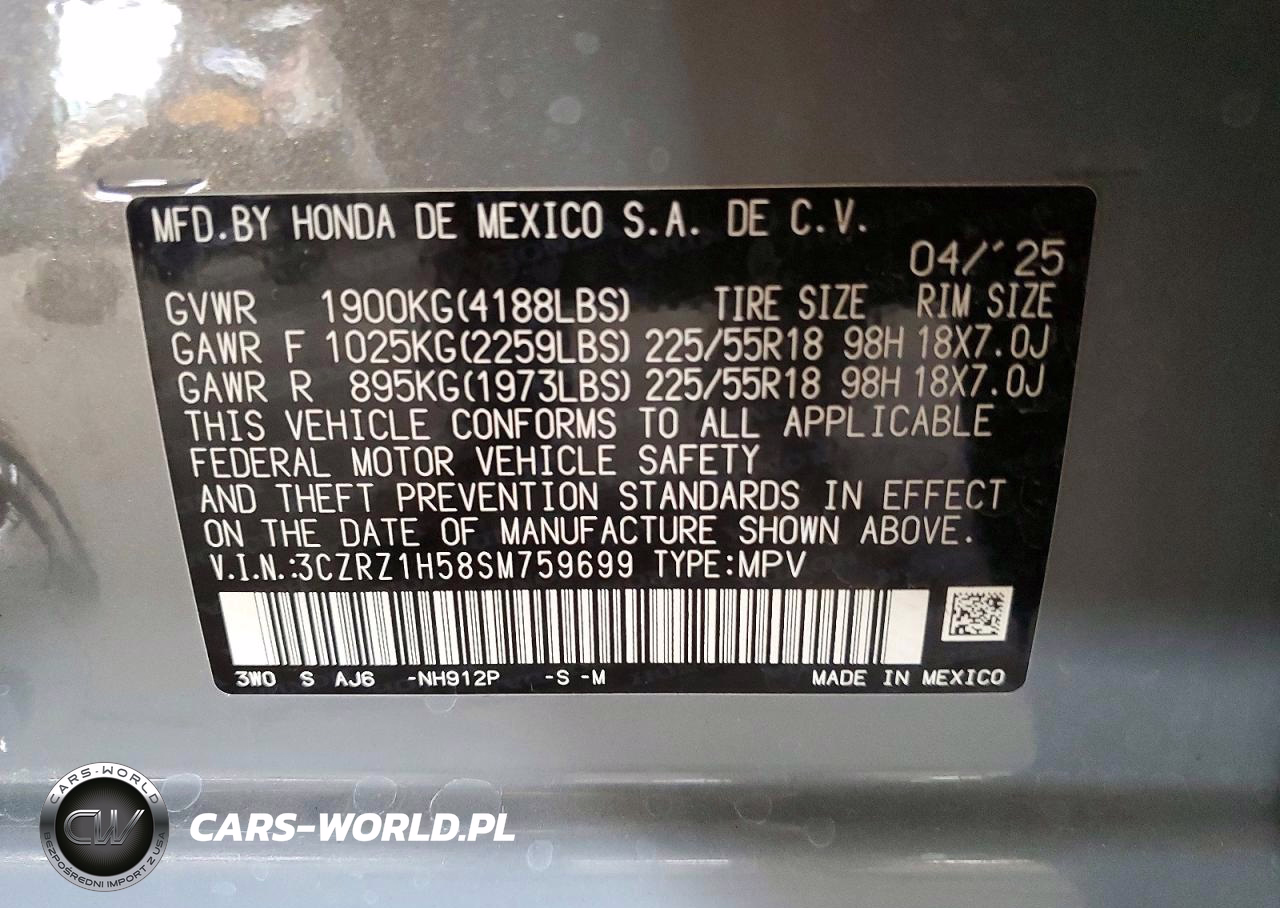 MFD.BY HONDA DE MEXICO S.A. DE C.V.
04/'25
GVWR 1900KG(4188LBS) TIRE SIZE RIM SIZE
GAWR F 1025KG(2259LBS) 225/55R18 98H 18X7.0J
GAWR R 895KG(1973LBS) 225/55R18 98H 18X7.0J
THIS VEHICLE CONFORMS TO ALL APPLICABLE
FEDERAL MOTOR VEHICLE SAFETY
AND THEFT PREVENTION STANDARDS IN EFFECT
ON THE DATE OF MANUFACTURE SHOWN ABOVE.
V.I.N.:3CZRZ1H58SM759699 TYPE:MPV
3W0 S AJ6 -NH912P -S -M MADE IN MEXICO
CARS-WORLD
CW
BEZPOŚREDNI IMPORT Z USA
CARS-WORLD.PL